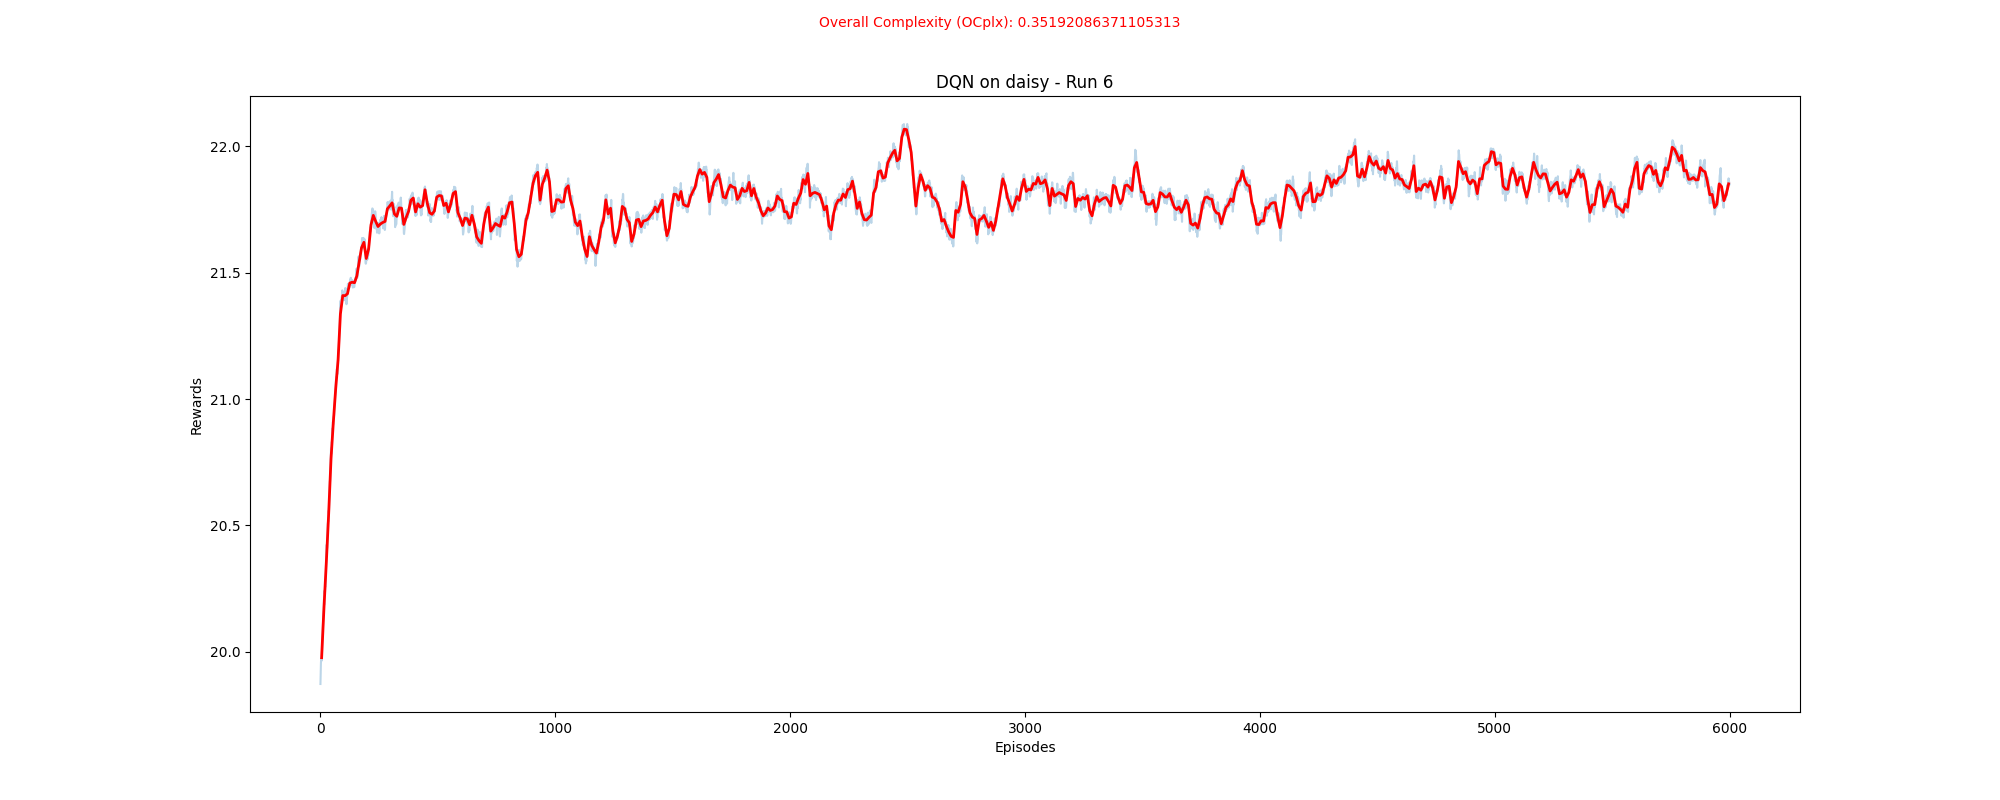 Overall Complexity (OCplx): 0.35192086371105313
DQN on daisy - Run 6
22.0
21.5
21.0
20.5
20.0
Rewards
0 1000 2000 3000 4000 5000 6000
Episodes